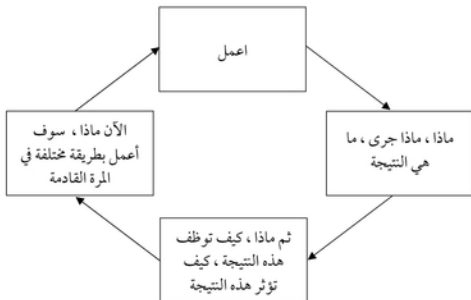 اعمل
ماذا ، ماذا جرى ، ما
هي النتيجة
ثم ماذا ، كيف توظف
هذه النتيجة ، كيف
تؤثر هذه النتيجة
الآن ماذا ، سوف
أعمل بطريقة مختلفة في
المرة القادمة